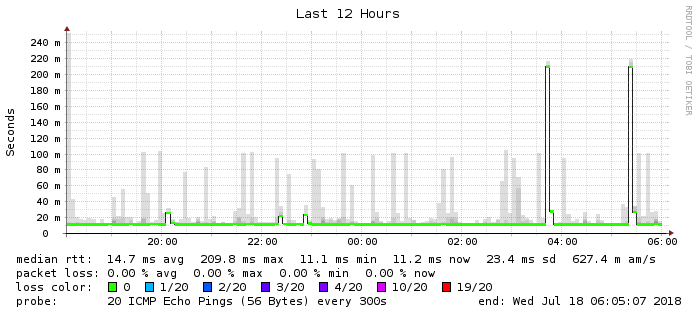 Last 12 Hours
RRDTOOL / TOBI OETIKER
Seconds
240 m
220 m
200 m
180 m
160 m
140 m
120 m
100 m
80 m
60 m
40 m
20 m
0
20:00 22:00 00:00 02:00 04:00 06:00
median rtt: 14.7 ms avg 209.8 ms max 11.1 ms min 11.2 ms now 23.4 ms sd 627.4 m am/s
packet loss: 0.00 % avg 0.00 % max 0.00 % min 0.00 % now
loss color: 0 1/20 2/20 3/20 4/20 10/20 19/20
probe: 20 ICMP Echo Pings (56 Bytes) every 300s end: Wed Jul 18 06:05:07 2018